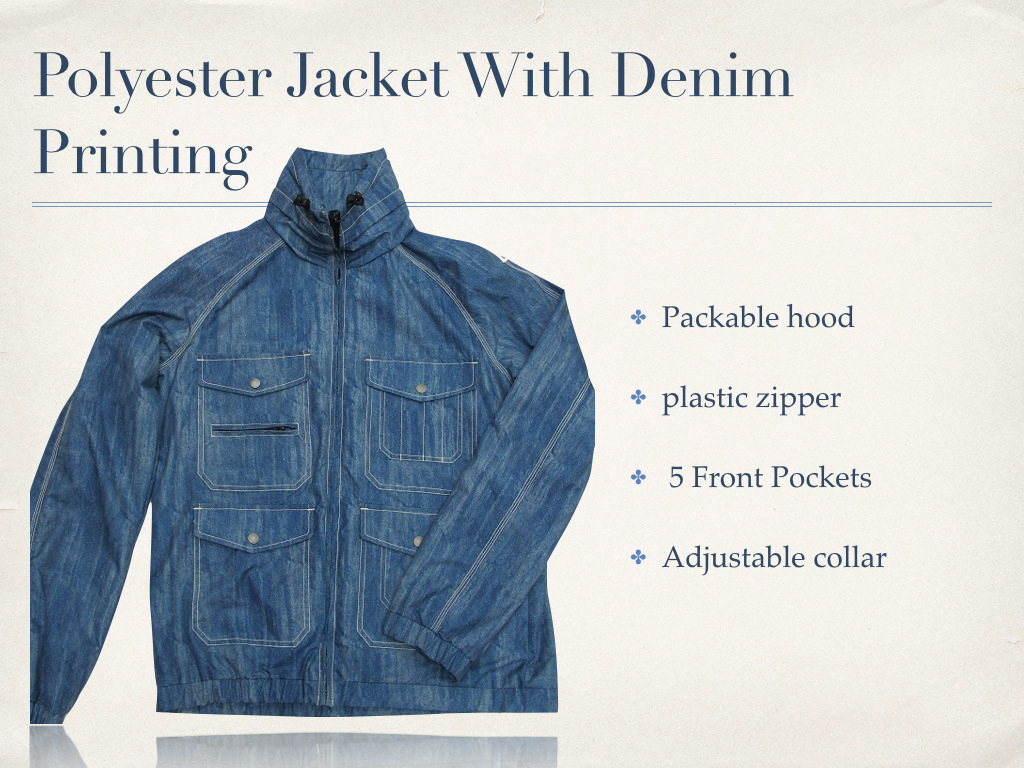 Polyester Jacket With Denim
Printing
Packable hood
plastic zipper
5 Front Pockets
Adjustable collar